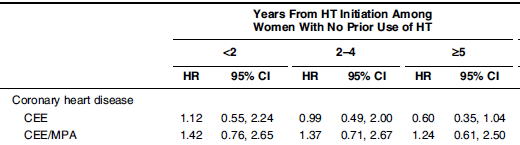 Years From HT Initiation Among
Women With No Prior Use of HT
<2 2–4 ≥5
HR 95% CI HR 95% CI HR 95% CI
Coronary heart disease
CEE 1.12 0.55, 2.24 0.99 0.49, 2.00 0.60 0.35, 1.04
CEE/MPA 1.42 0.76, 2.65 1.37 0.71, 2.67 1.24 0.61, 2.50